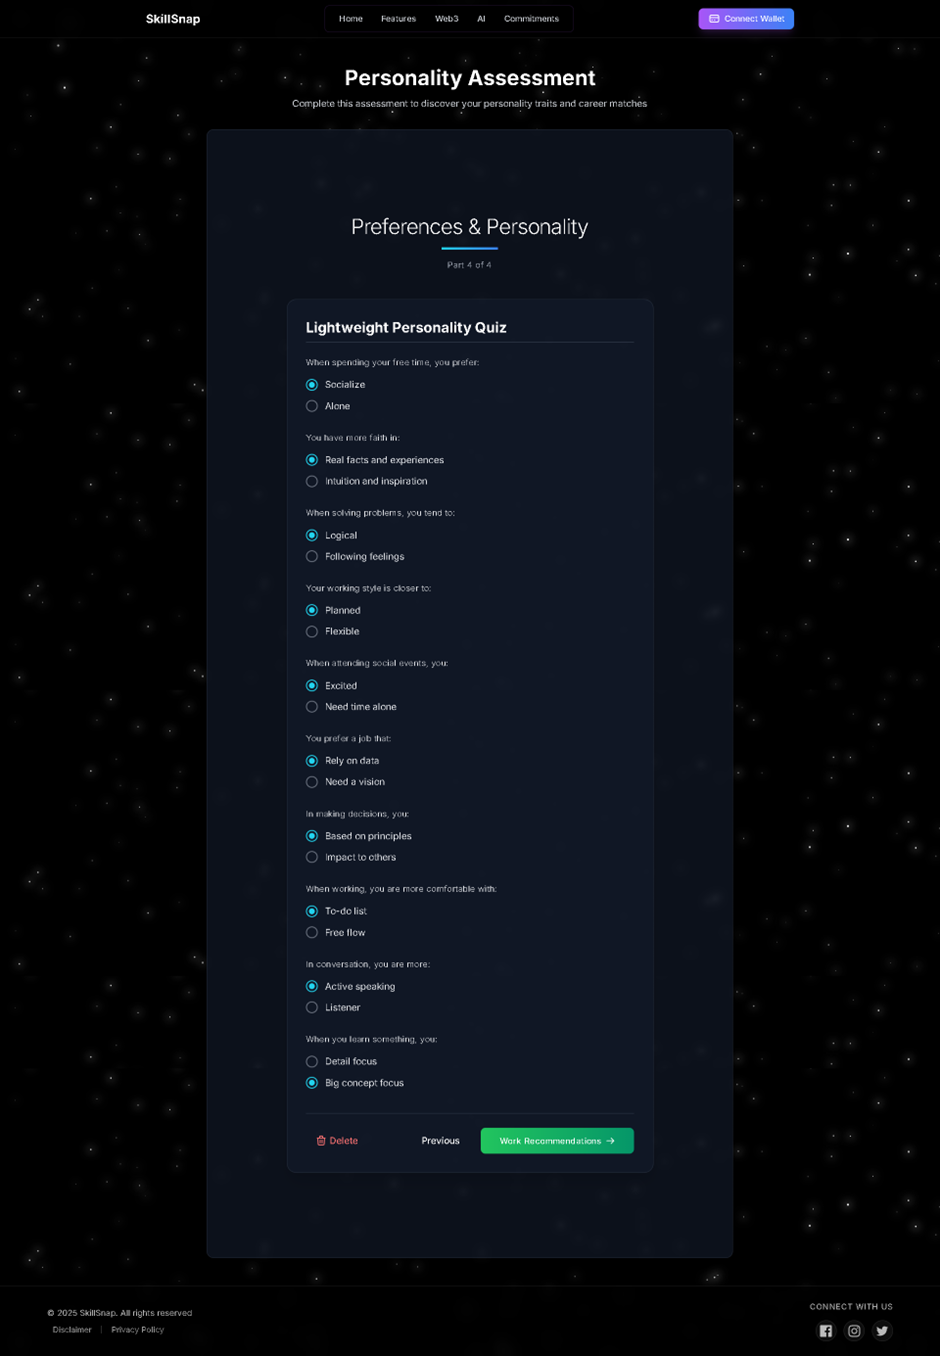 SkillSnap
Home Features Web3 AI Commitments
Connect Wallet
Personality Assessment
Complete this assessment to discover your personality traits and career matches
Preferences & Personality
Part 4 of 4
Lightweight Personality Quiz
When spending your free time, you prefer:
Socialize
Alone
You have more faith in:
Real facts and experiences
Intuition and inspiration
When solving problems, you tend to:
Logical
Following feelings
Your working style is closer to:
Planned
Flexible
When attending social events, you:
Excited
Need time alone
You prefer a job that:
Rely on data
Need a vision
In making decisions, you:
Based on principles
Impact to others
When working, you are more comfortable with:
To-do list
Free flow
In conversation, you are more:
Active speaking
Listener
When you learn something, you:
Detail focus
Big concept focus
Delete Previous Work Recommendations →
© 2025 SkillSnap. All rights reserved
Disclaimer | Privacy Policy
CONNECT WITH US